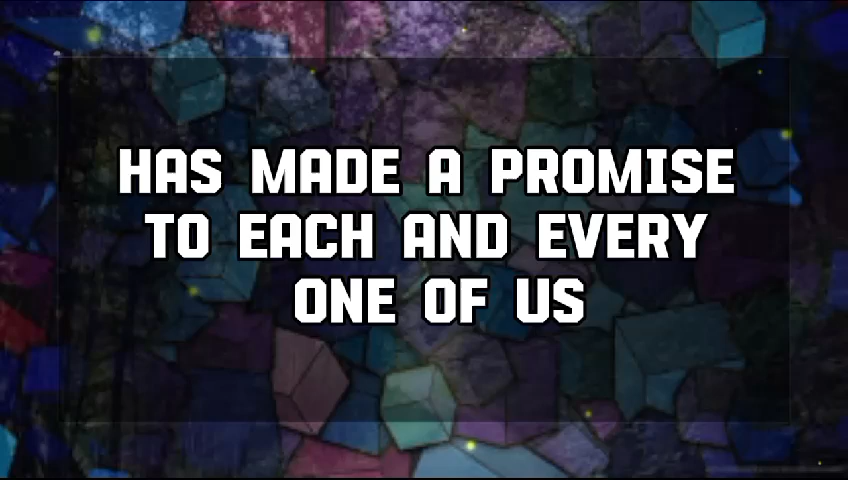 HAS MADE A PROMISE
TO EACH AND EVERY
ONE OF US